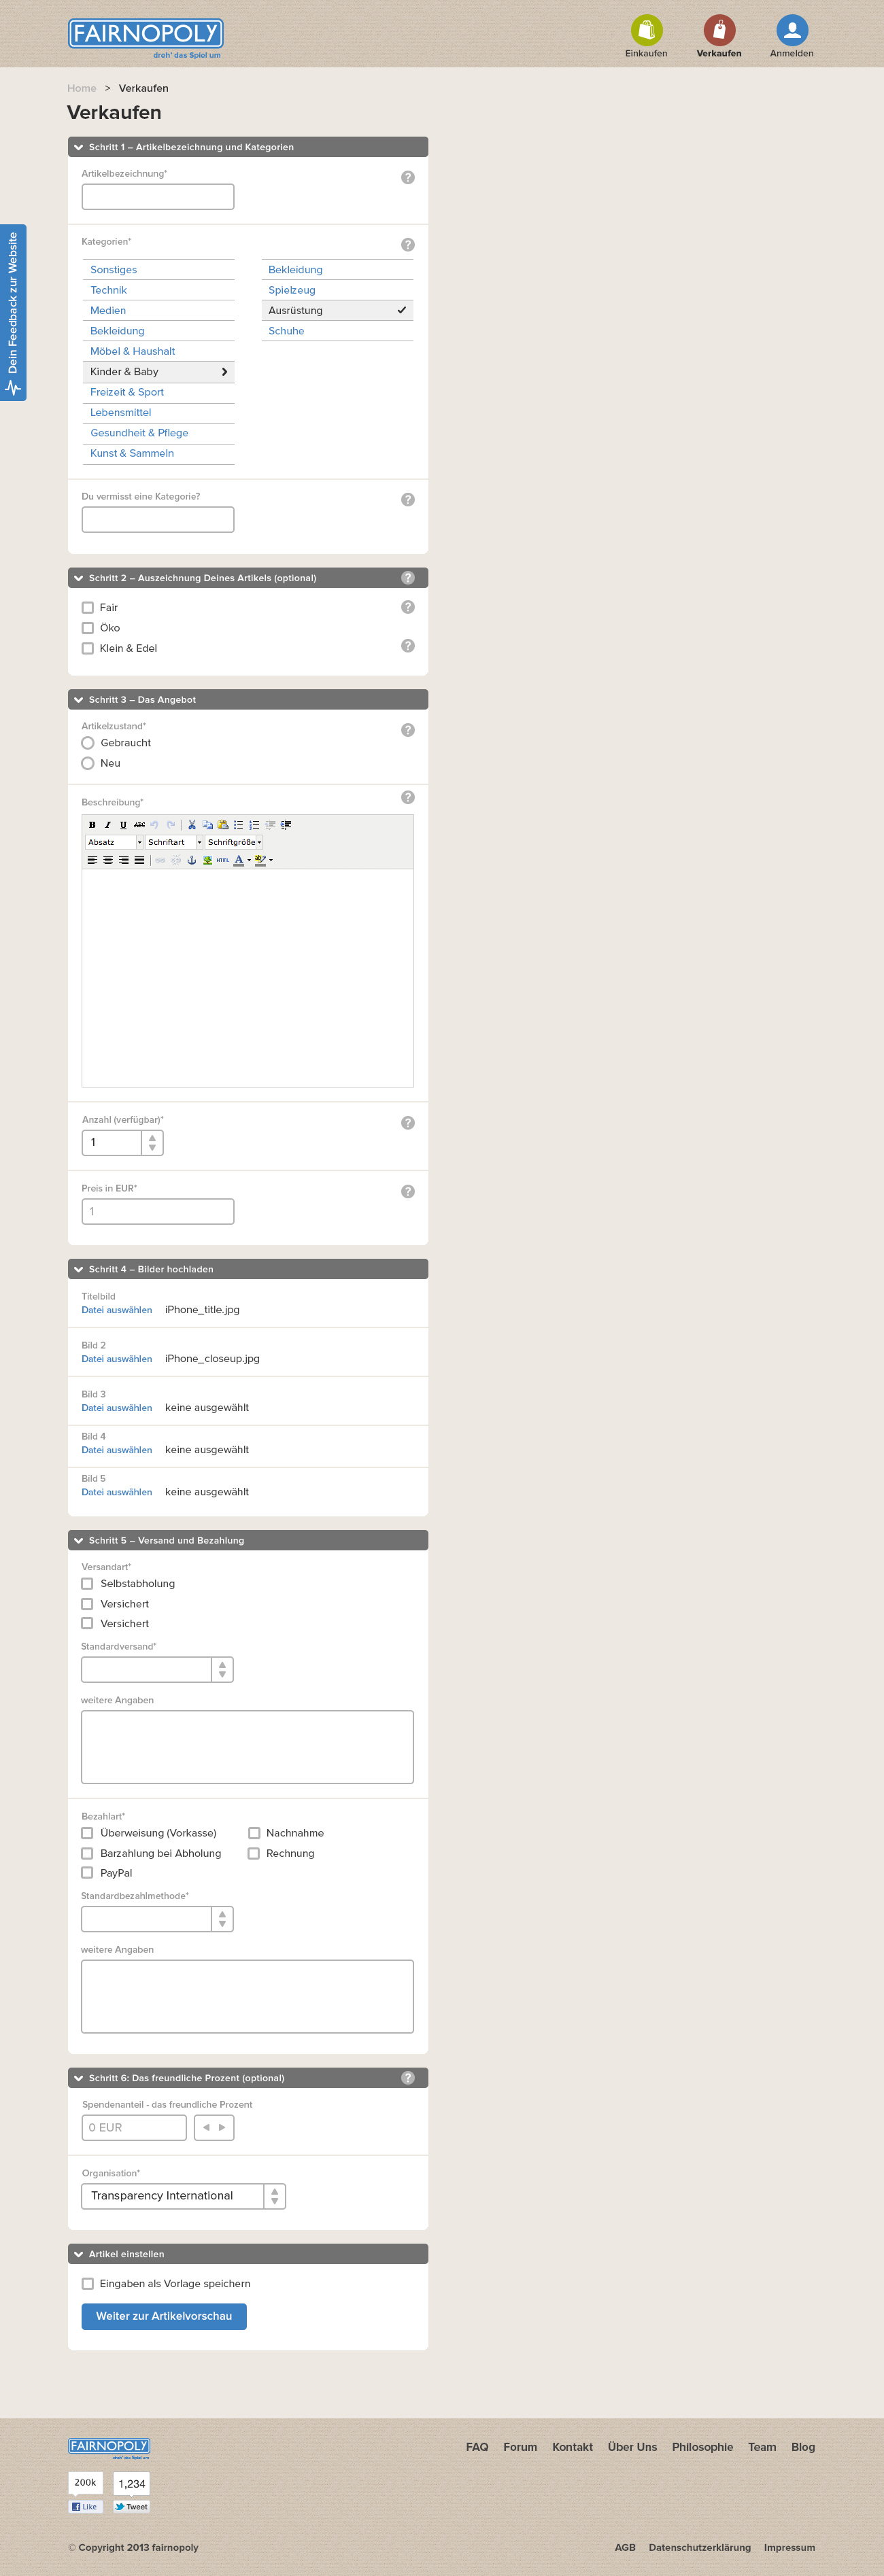 FAIRNOPOLY
dreh' das Spiel um
Einkaufen
Verkaufen
Anmelden
Home > Verkaufen
Verkaufen
Dein Feedback zur Website
Schritt 1 – Artikelbezeichnung und Kategorien
Artikelbezeichnung*
?
Kategorien*
?
Sonstiges
Technik
Medien
Bekleidung
Möbel & Haushalt
Kinder & Baby
Freizeit & Sport
Lebensmittel
Gesundheit & Pflege
Kunst & Sammeln
Bekleidung
Spielzeug
Ausrüstung
Schuhe
Du vermisst eine Kategorie?
?
Schritt 2 – Auszeichnung Deines Artikels (optional)
?
Fair
?
Öko
Klein & Edel
?
Schritt 3 – Das Angebot
Artikelzustand*
?
Gebraucht
Neu
Beschreibung*
?
B I U ABC
Absatz Schriftart Schriftgröße
HTML A ab
Anzahl (verfügbar)*
?
1
Preis in EUR*
?
1
Schritt 4 – Bilder hochladen
Titelbild
Datei auswählen iPhone_title.jpg
Bild 2
Datei auswählen iPhone_closeup.jpg
Bild 3
Datei auswählen keine ausgewählt
Bild 4
Datei auswählen keine ausgewählt
Bild 5
Datei auswählen keine ausgewählt
Schritt 5 – Versand und Bezahlung
Versandart*
Selbstabholung
Versichert
Versichert
Standardversand*
weitere Angaben
Bezahlart*
Überweisung (Vorkasse) Nachnahme
Barzahlung bei Abholung Rechnung
PayPal
Standardbezahlmethode*
weitere Angaben
Schritt 6: Das freundliche Prozent (optional)
?
Spendenanteil - das freundliche Prozent
0 EUR
Organisation*
Transparency International
Artikel einstellen
Eingaben als Vorlage speichern
Weiter zur Artikelvorschau
FAIRNOPOLY
dreh' das Spiel um
FAQ Forum Kontakt Über Uns Philosophie Team Blog
200k 1,234
Like Tweet
© Copyright 2013 fairnopoly
AGB Datenschutzerklärung Impressum